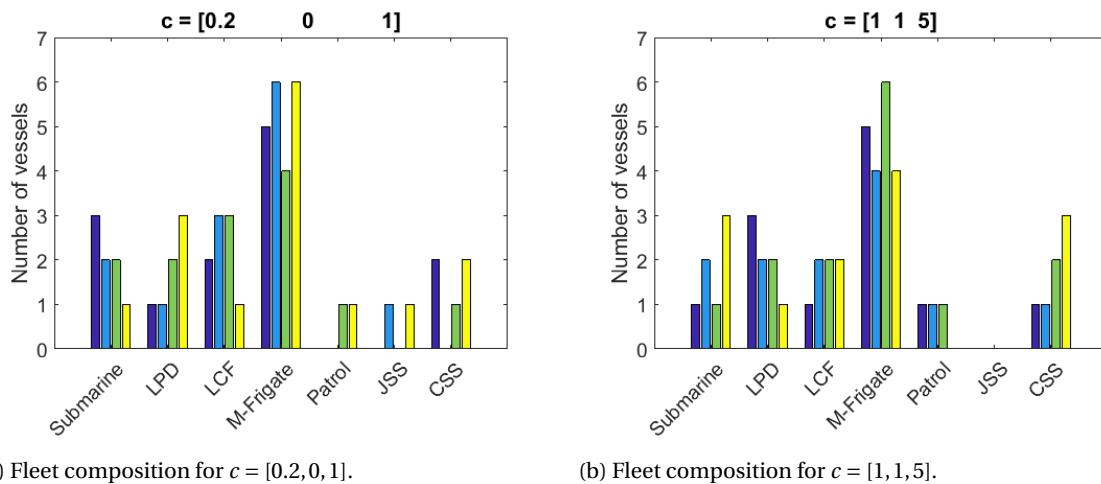 c = [0.2 0 1]
Number of vessels
7
6
5
4
3
2
1
0
Submarine
LPD
LCF
M-Frigate
Patrol
JSS
CSS
) Fleet composition for c = [0.2, 0, 1].
c = [1 1 5]
Number of vessels
7
6
5
4
3
2
1
0
Submarine
LPD
LCF
M-Frigate
Patrol
JSS
CSS
(b) Fleet composition for c = [1, 1, 5].